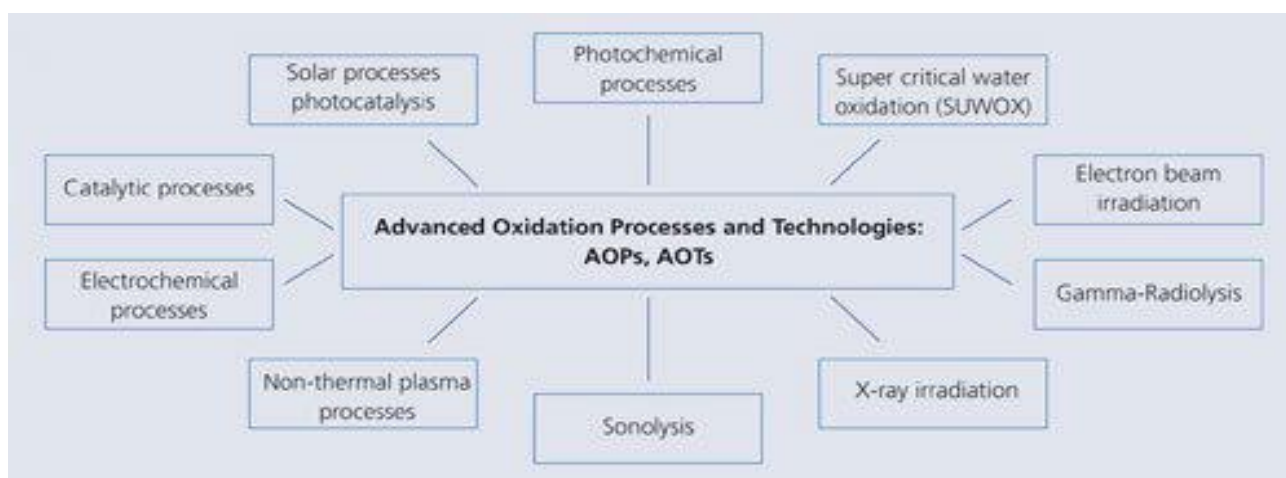 Solar processes
photocatalysis
Photochemical
processes
Super critical water
oxidation (SUWOX)
Catalytic processes
Electron beam
irradiation
Advanced Oxidation Processes and Technologies:
AOPs, AOTs
Electrochemical
processes
Gamma-Radiolysis
Non-thermal plasma
processes
Sonolysis
X-ray irradiation